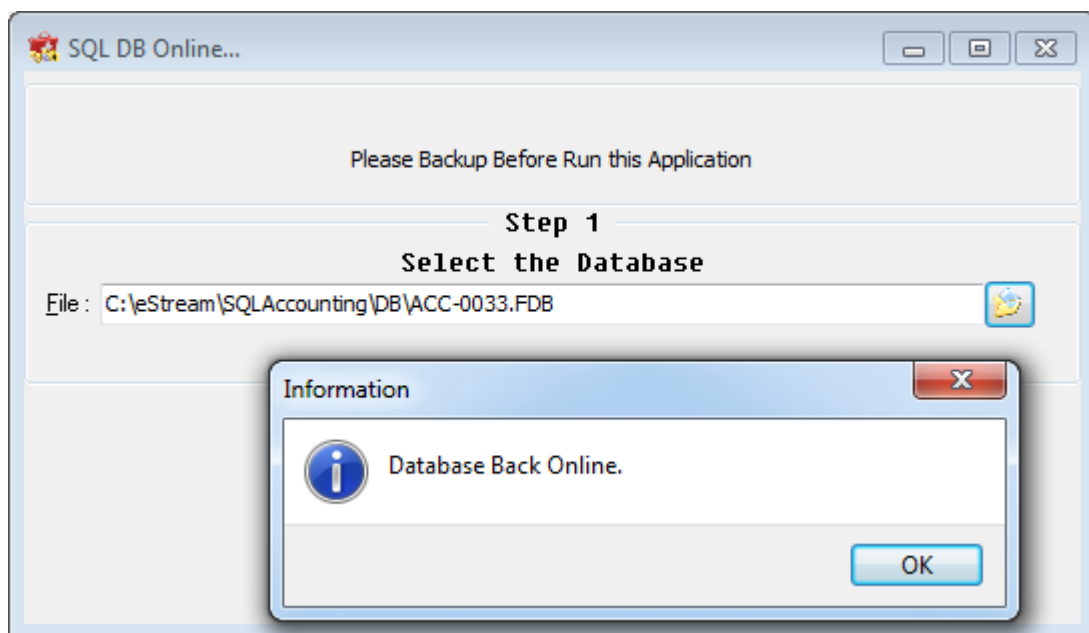 SQL DB Online...
Please Backup Before Run this Application
Step 1
Select the Database
File : C:\eStream\SQLAccounting\DB\ACC-0033.FDB
Information
Database Back Online.
OK